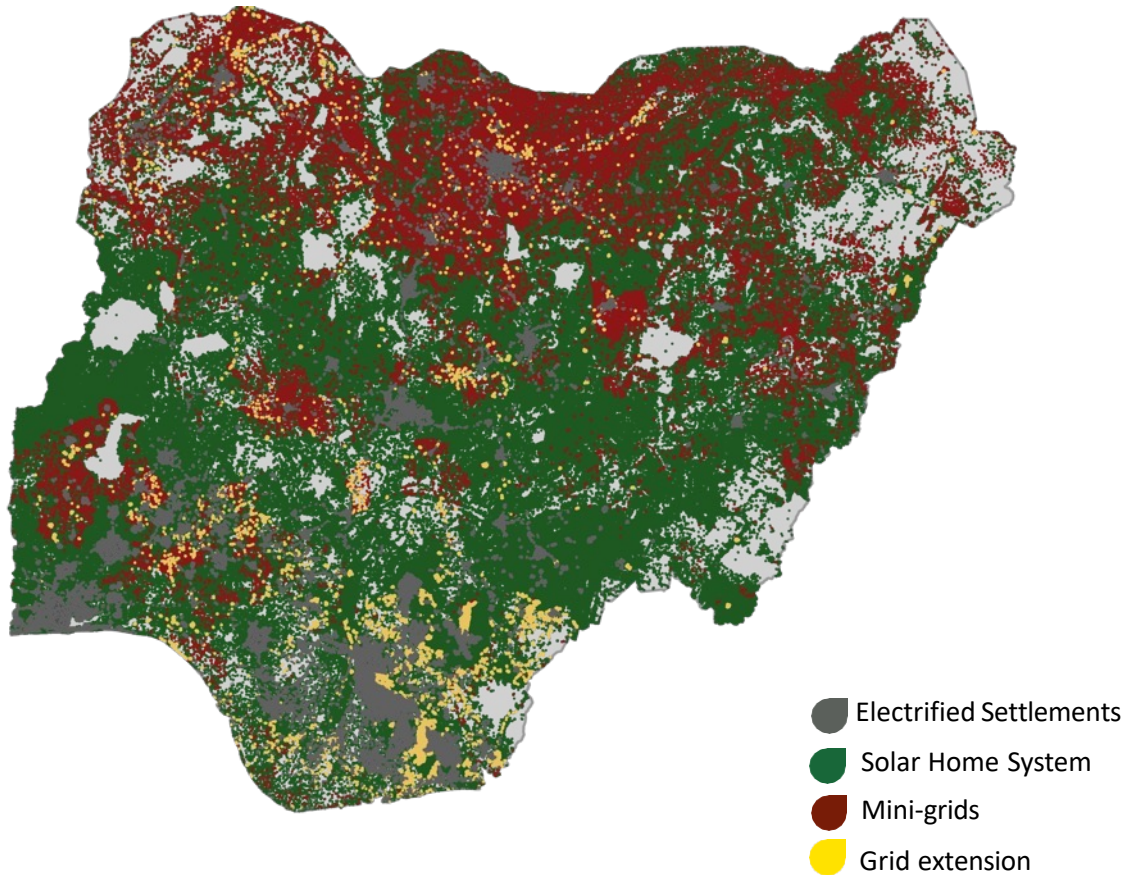 Electrified Settlements
Solar Home System
Mini-grids
Grid extension